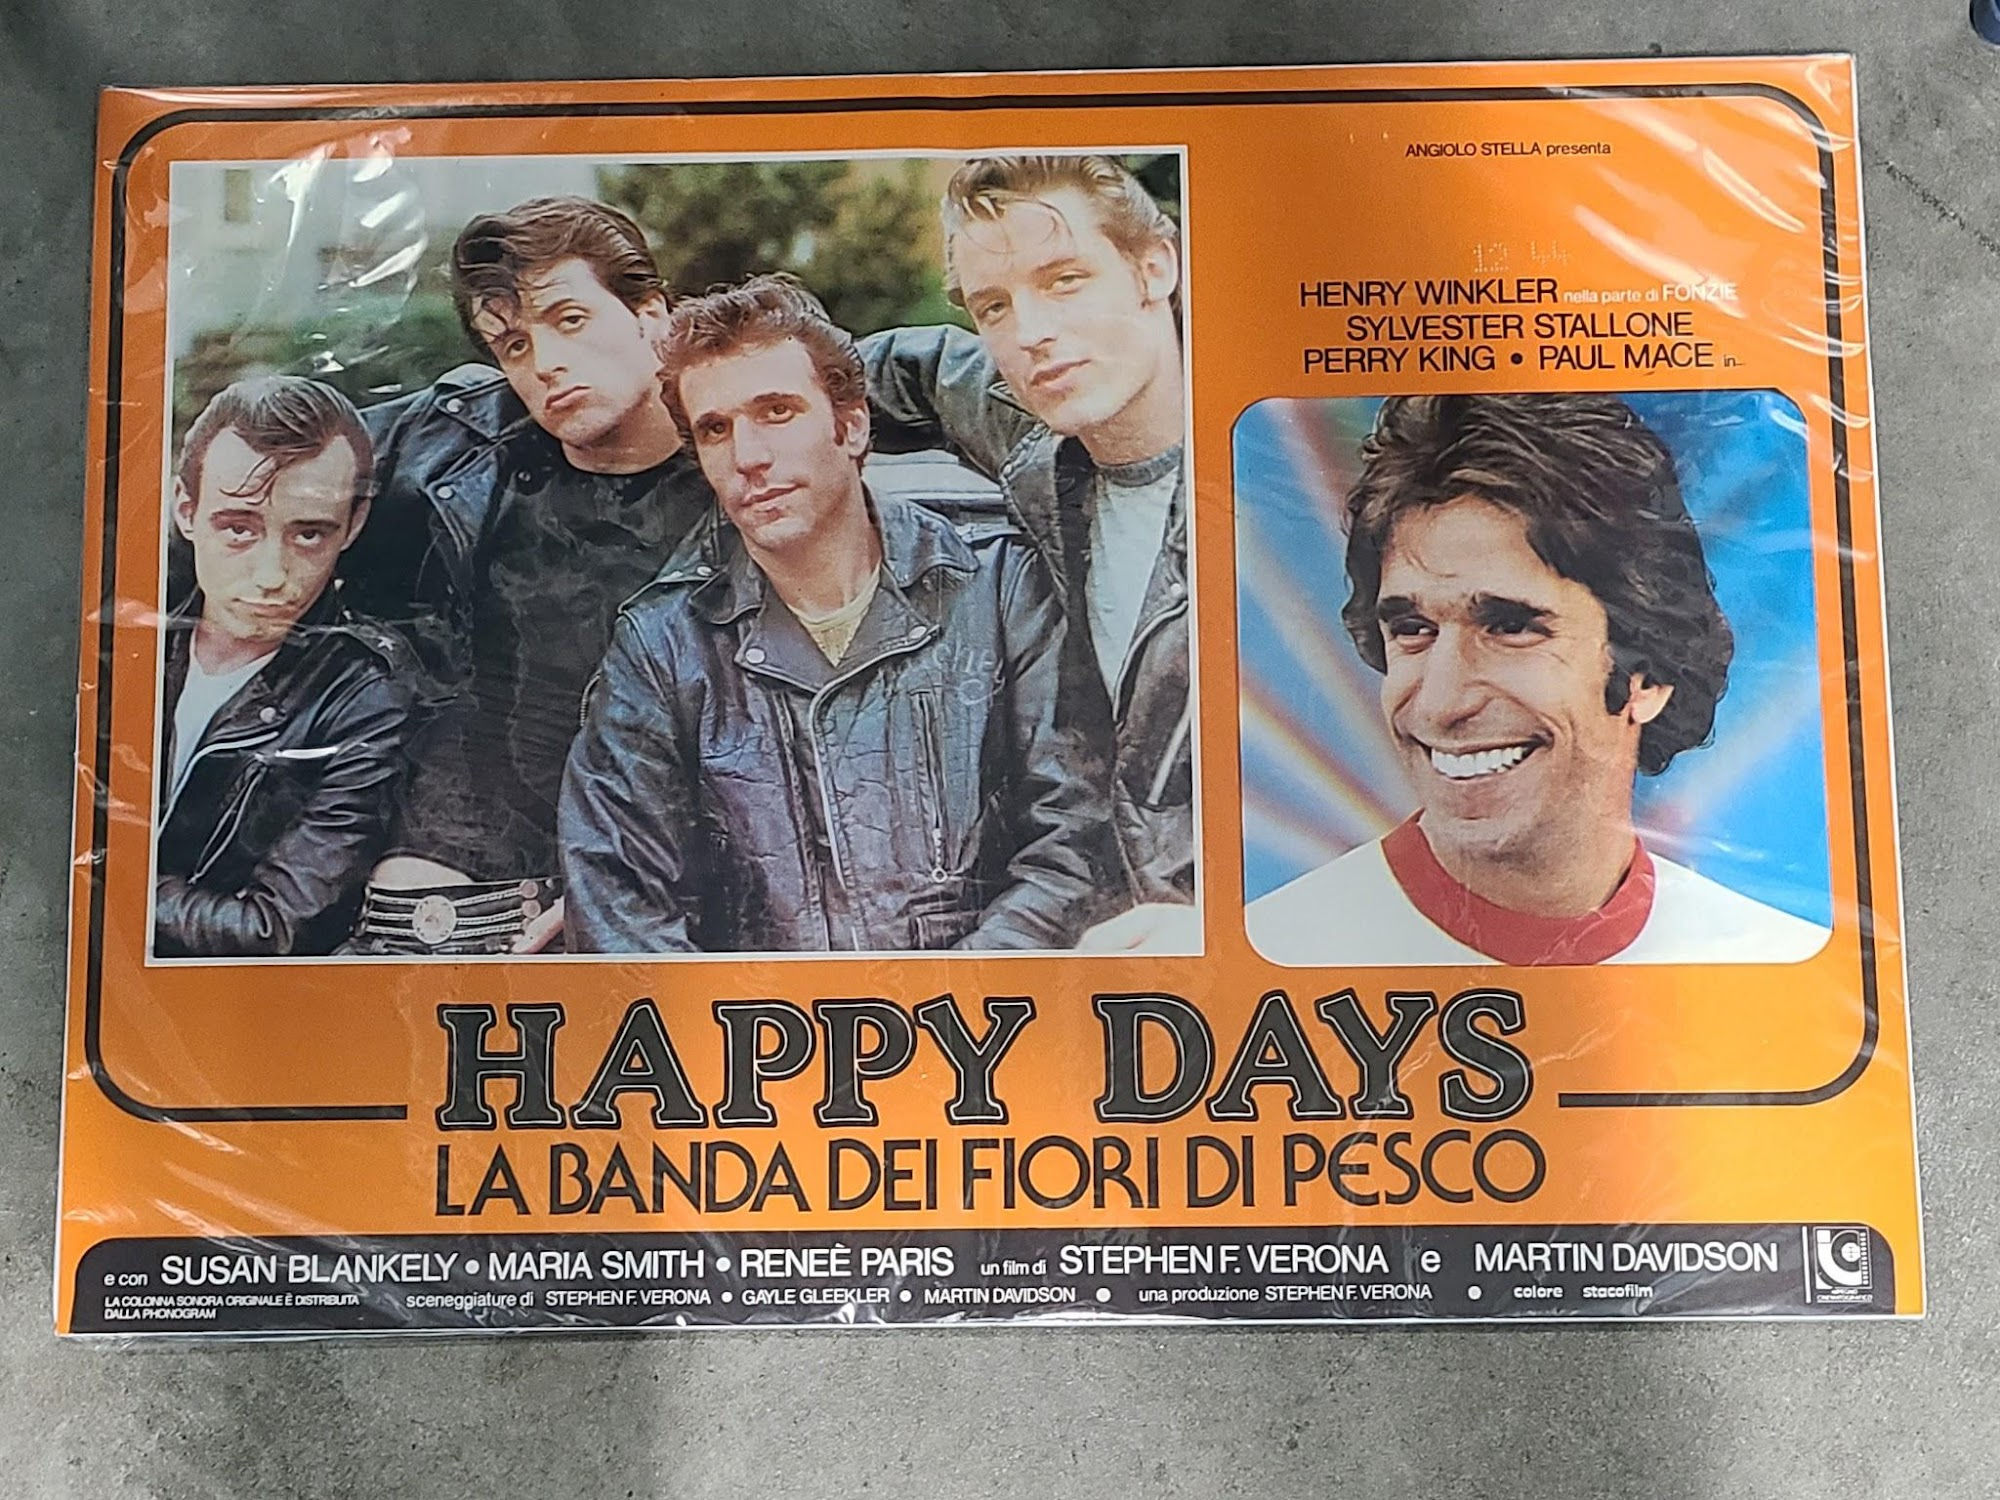 ANGIOLO STELLA presenta
12 44
HENRY WINKLER nella parte di FONZIE
SYLVESTER STALLONE
PERRY KING • PAUL MACE in...
HAPPY DAYS
LA BANDA DEI FIORI DI PESCO
e con SUSAN BLANKELY • MARIA SMITH • RENEÈ PARIS un film di STEPHEN F. VERONA e MARTIN DAVIDSON
LA COLONNA SONORA ORIGINALE È DISTRIBUITA
DALLA PHONOGRAM
sceneggiature di STEPHEN F. VERONA • GAYLE GLEEKLER • MARTIN DAVIDSON • una produzione STEPHEN F. VERONA • colore stacofilm